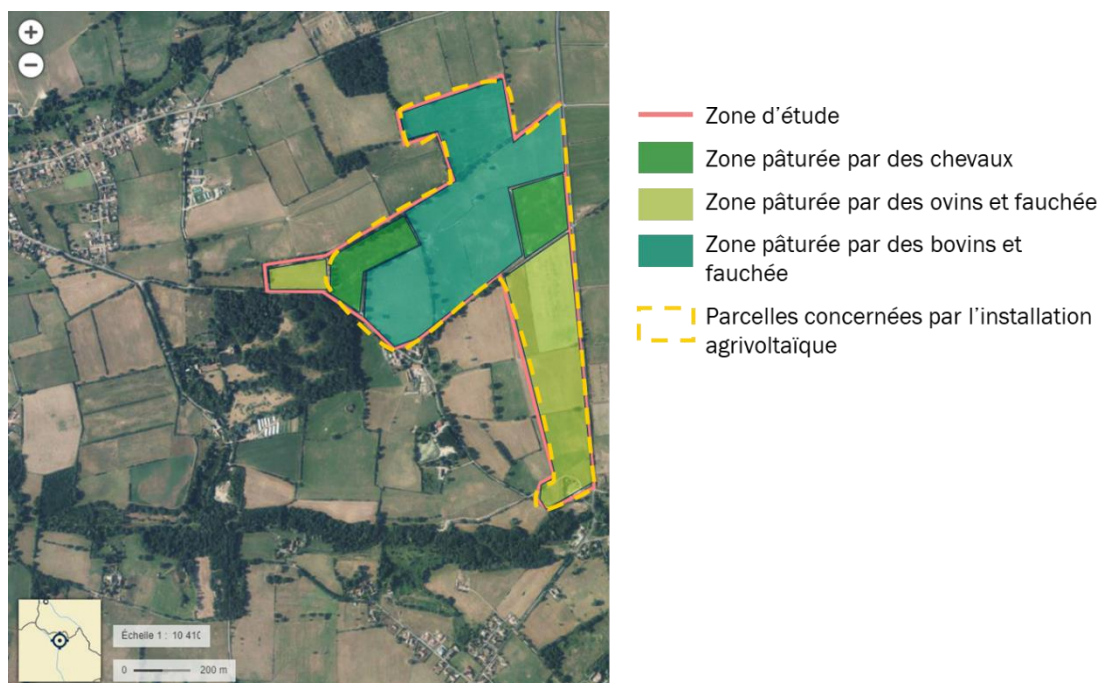 +
−
Zone d'étude
Zone pâturée par des chevaux
Zone pâturée par des ovins et fauchée
Zone pâturée par des bovins et
fauchée
Parcelles concernées par l'installation
agrivoltaïque
Échelle 1 : 10 410
0 200 m